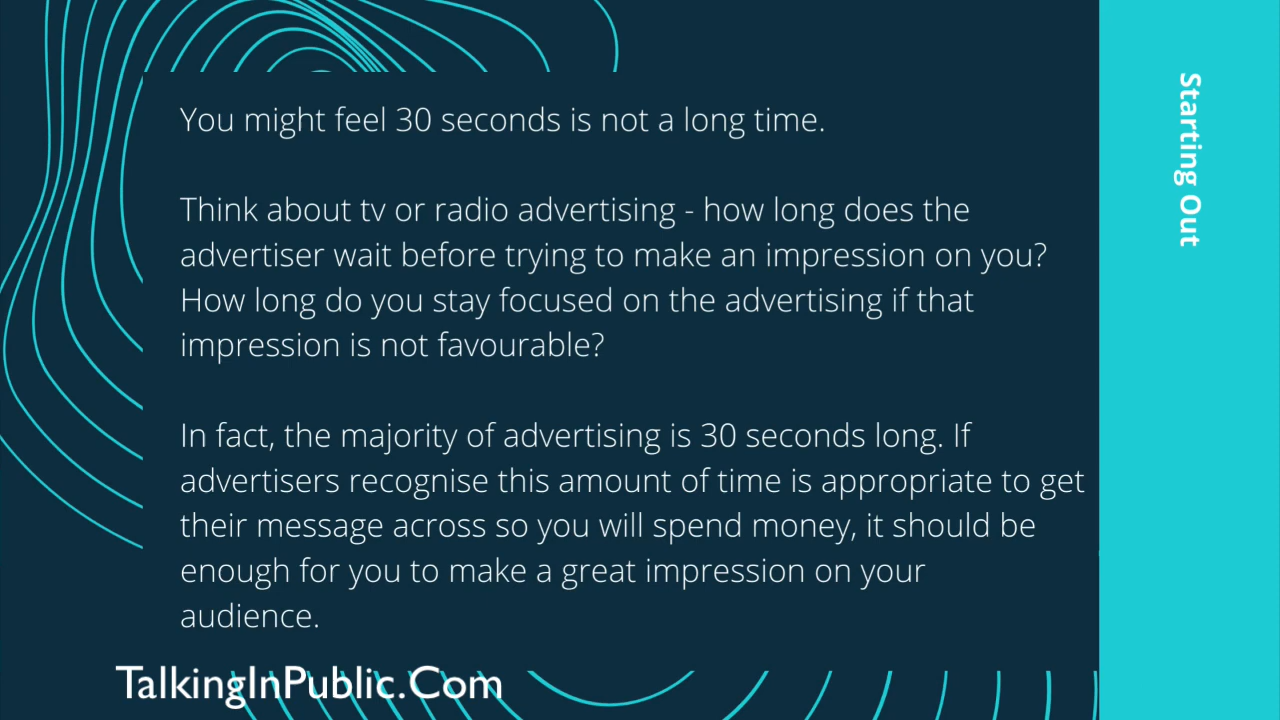 You might feel 30 seconds is not a long time.
Think about tv or radio advertising - how long does the
advertiser wait before trying to make an impression on you?
How long do you stay focused on the advertising if that
impression is not favourable?
In fact, the majority of advertising is 30 seconds long. If
advertisers recognise this amount of time is appropriate to get
their message across so you will spend money, it should be
enough for you to make a great impression on your
audience.
TalkingInPublic.Com
Starting Out